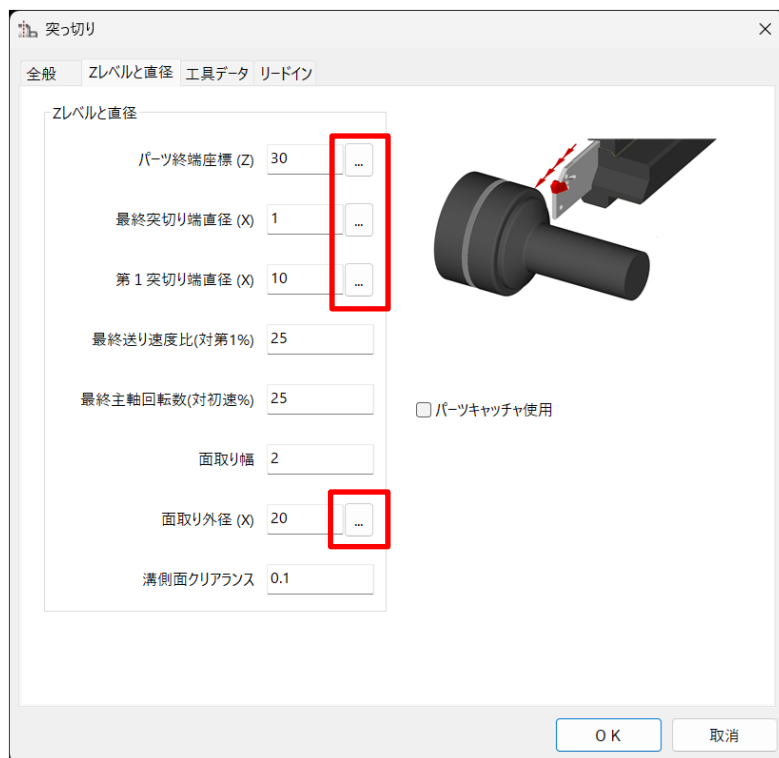 突っ切り
全般 Zレベルと直径 工具データ リードイン
Zレベルと直径
パーツ終端座標 (Z) 30 ...
最終突切り端直径 (X) 1 ...
第１突切り端直径 (X) 10 ...
最終送り速度比(対第1%) 25
最終主軸回転数(対初速%) 25
パーツキャッチャ使用
面取り幅 2
面取り外径 (X) 20 ...
溝側面クリアランス 0.1
ＯＫ 取消